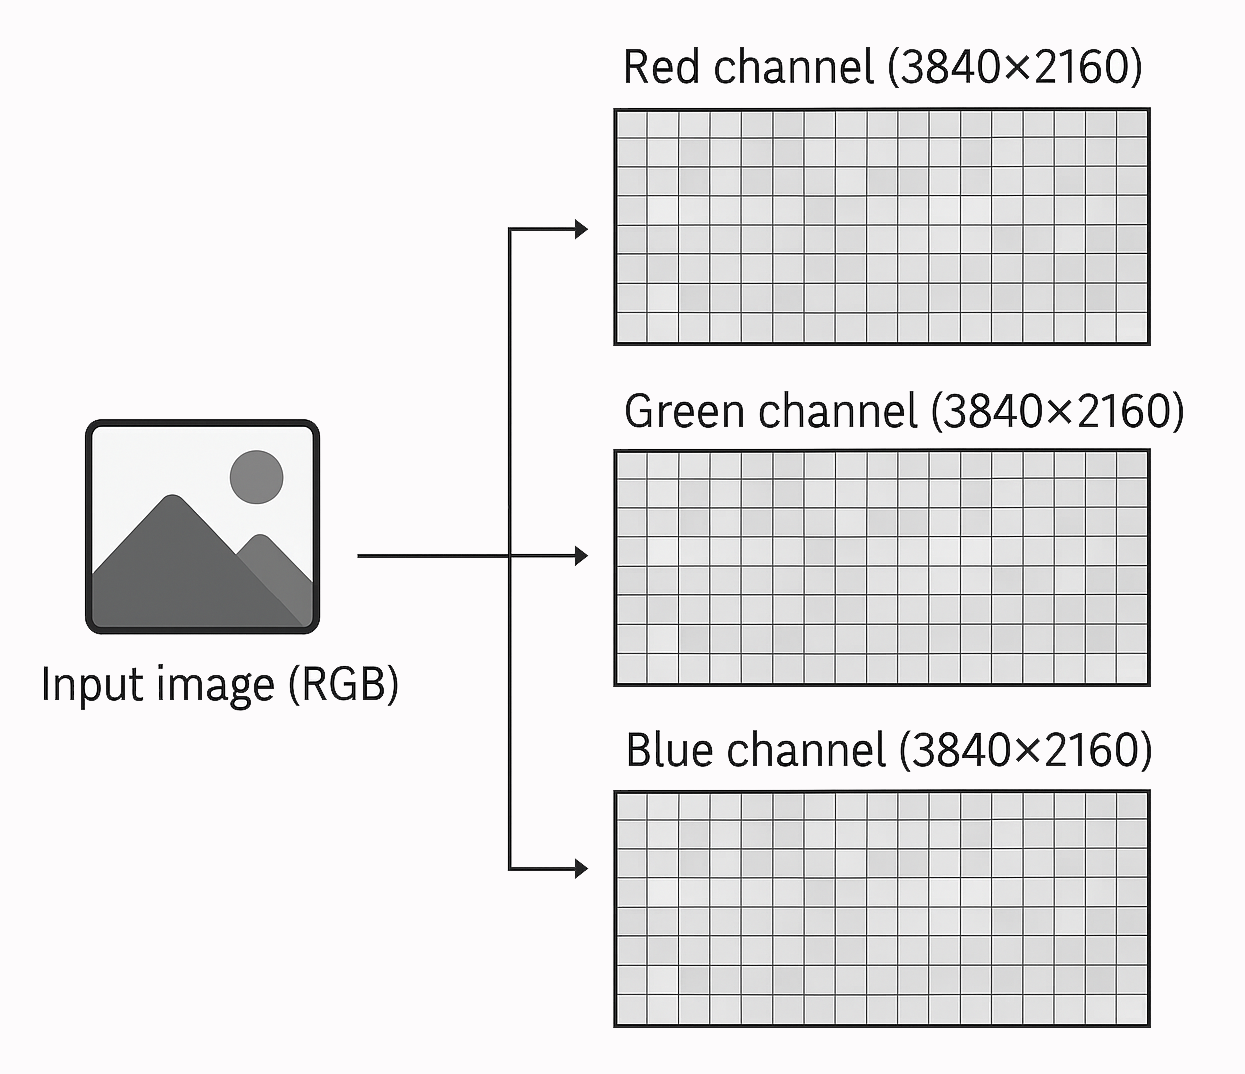 Red channel (3840×2160)
Green channel (3840×2160)
Input image (RGB)
Blue channel (3840×2160)